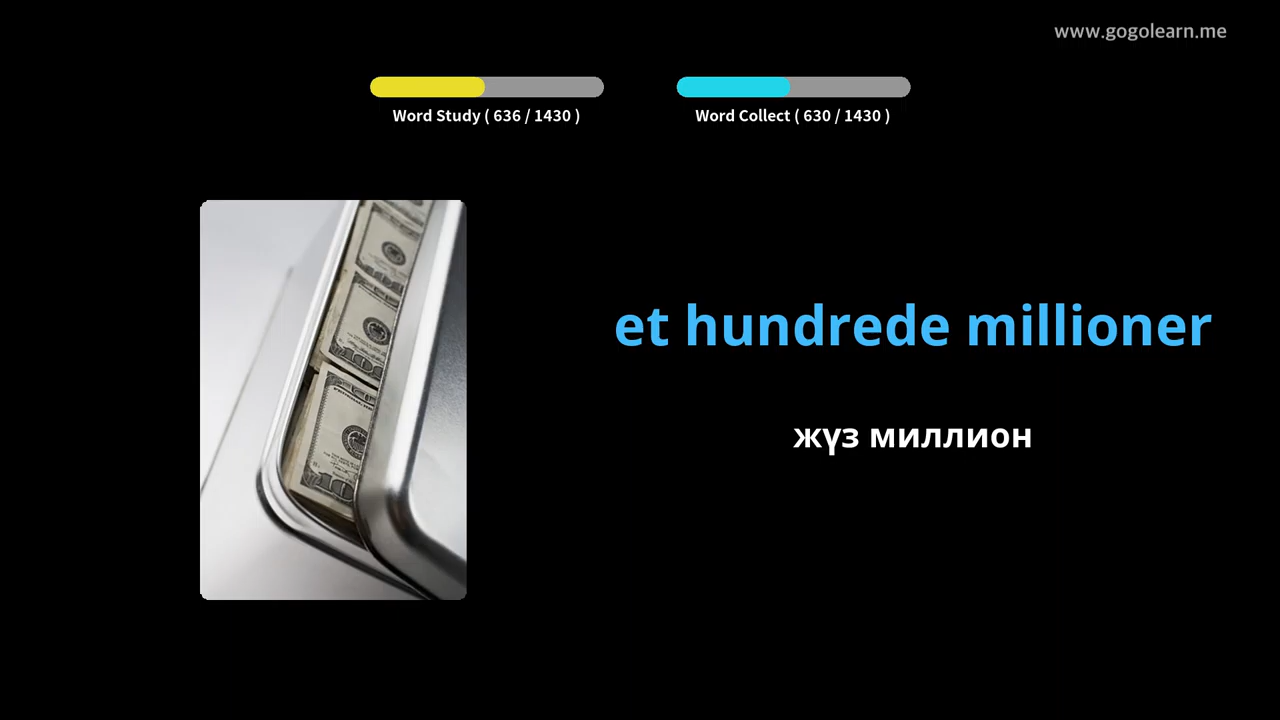 www.gogolearn.me
Word Study ( 636 / 1430 )
Word Collect ( 630 / 1430 )
et hundrede millioner
жүз миллион